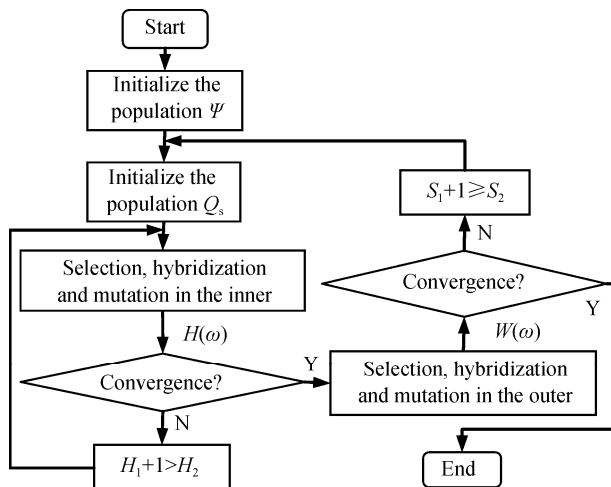 Start
Initialize the
population Ψ
Initialize the
population Qs
Selection, hybridization
and mutation in the inner
H(ω)
Convergence?
Y
N
H1+1>H2
S1+1⩾S2
N
Convergence?
Y
W(ω)
Selection, hybridization
and mutation in the outer
End